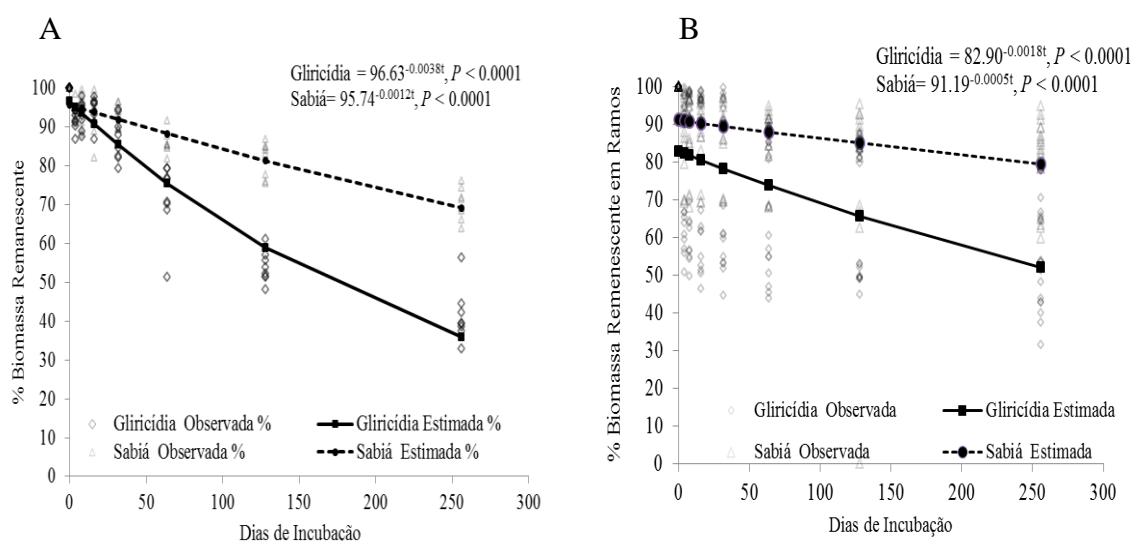 A
Gliricídia = 96.63^-0.0038t, P < 0.0001
Sabiá= 95.74^-0.0012t, P < 0.0001
% Biomassa Remanescente
100
90
80
70
60
50
40
30
20
10
0
Gliricídia Observada %
Gliricídia Estimada %
Sabiá Observada %
Sabiá Estimada %
0 50 100 150 200 250 300
Dias de Incubação
B
Gliricídia = 82.90^-0.0018t, P < 0.0001
Sabiá= 91.19^-0.0005t, P < 0.0001
% Biomassa Remenescente em Ramos
100
90
80
70
60
50
40
30
20
10
0
Gliricídia Observada
Gliricídia Estimada
Sabiá Observada
Sabiá Estimada
0 50 100 150 200 250 300
Dias de Incubação